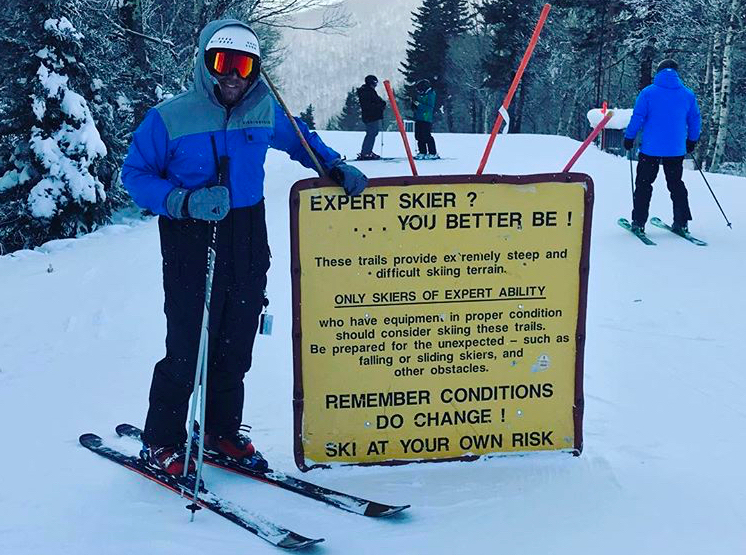 EXPERT SKIER ?
. . . YOU BETTER BE !
These trails provide ex remely steep and
difficult skiing terrain.
ONLY SKIERS OF EXPERT ABILITY
who have equipment in proper condition
should consider skiing these trails.
Be prepared for the unexpected – such as
falling or sliding skiers, and
other obstacles.
REMEMBER CONDITIONS
DO CHANGE !
SKI AT YOUR OWN RISK